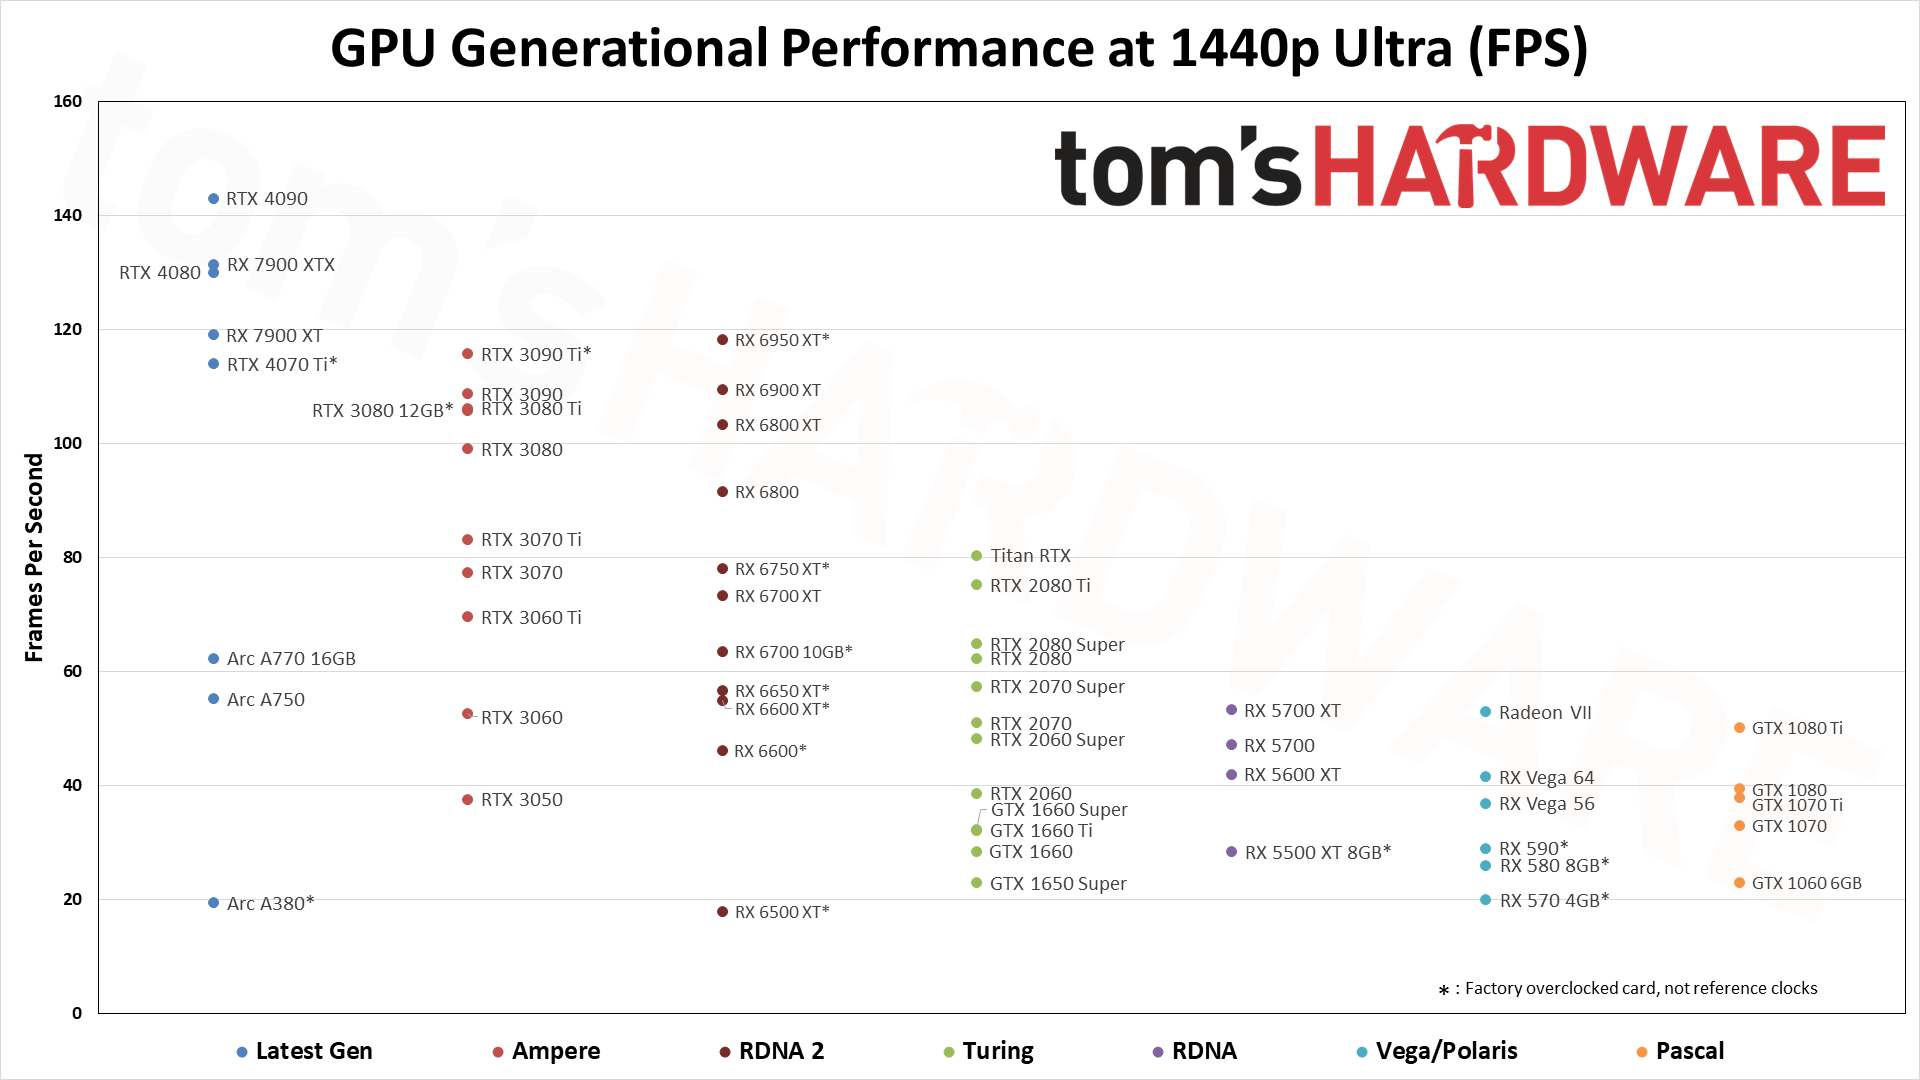 GPU Generational Performance at 1440p Ultra (FPS)
tom'sHARDWARE
tom'sHARDWARE
Frames Per Second
160
140
120
100
80
60
40
20
0
RTX 4090
RX 7900 XTX
RTX 4080
RX 7900 XT
RTX 4070 Ti*
Arc A770 16GB
Arc A750
Arc A380*
RTX 3090 Ti*
RTX 3090
RTX 3080 12GB*
RTX 3080 Ti
RTX 3080
RTX 3070 Ti
RTX 3070
RTX 3060 Ti
RTX 3060
RTX 3050
RX 6950 XT*
RX 6900 XT
RX 6800 XT
RX 6800
RX 6750 XT*
RX 6700 XT
RX 6700 10GB*
RX 6650 XT*
RX 6600 XT*
RX 6600*
RX 6500 XT*
Titan RTX
RTX 2080 Ti
RTX 2080 Super
RTX 2080
RTX 2070 Super
RTX 2070
RTX 2060 Super
RTX 2060
GTX 1660 Super
GTX 1660 Ti
GTX 1660
GTX 1650 Super
RX 5700 XT
RX 5700
RX 5600 XT
RX 5500 XT 8GB*
Radeon VII
RX Vega 64
RX Vega 56
RX 590*
RX 580 8GB*
RX 570 4GB*
GTX 1080 Ti
GTX 1080
GTX 1070 Ti
GTX 1070
GTX 1060 6GB
* : Factory overclocked card, not reference clocks
Latest Gen
Ampere
RDNA 2
Turing
RDNA
Vega/Polaris
Pascal